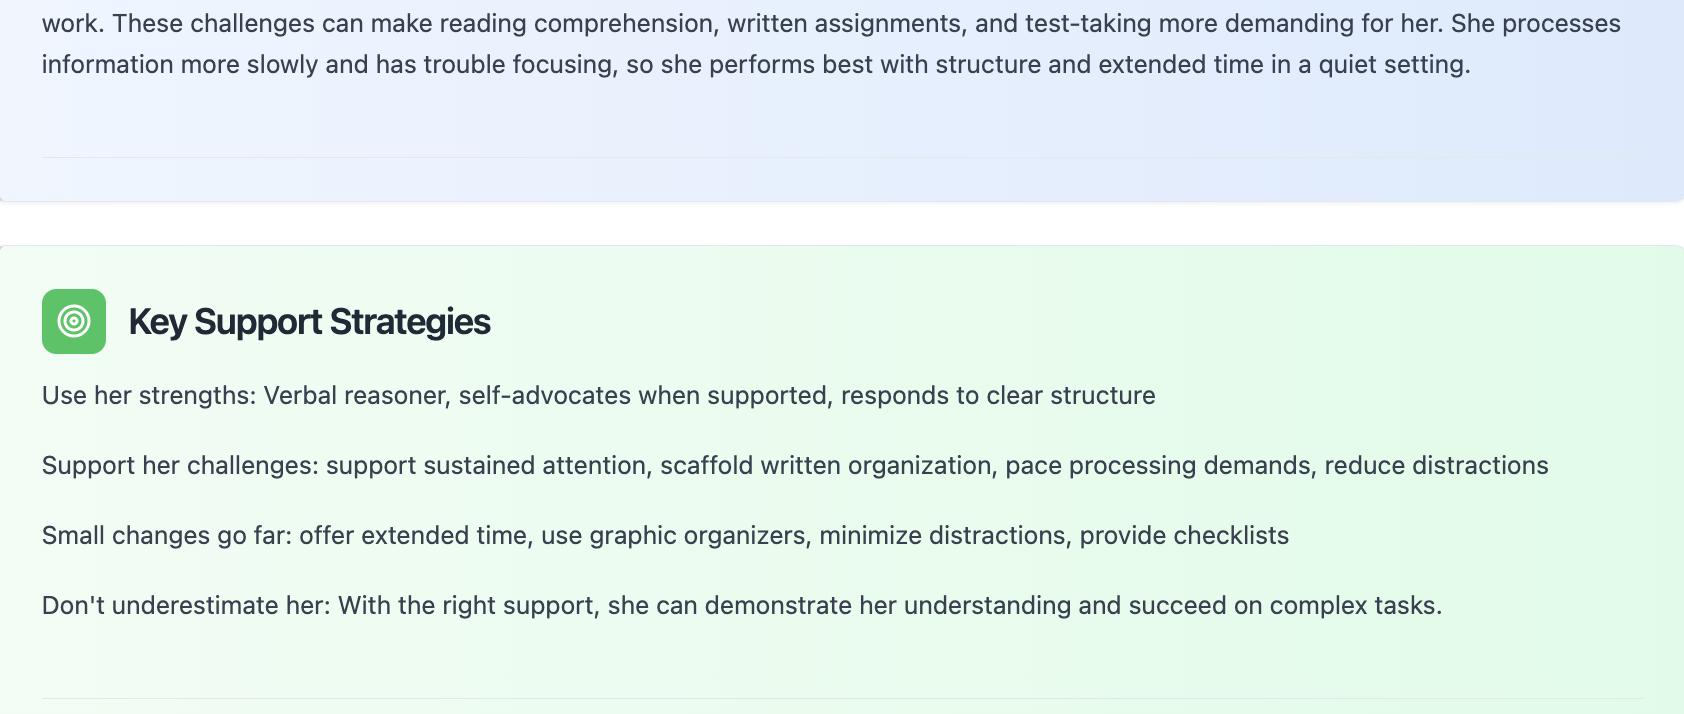 work. These challenges can make reading comprehension, written assignments, and test-taking more demanding for her. She processes
information more slowly and has trouble focusing, so she performs best with structure and extended time in a quiet setting.
Key Support Strategies
Use her strengths: Verbal reasoner, self-advocates when supported, responds to clear structure
Support her challenges: support sustained attention, scaffold written organization, pace processing demands, reduce distractions
Small changes go far: offer extended time, use graphic organizers, minimize distractions, provide checklists
Don't underestimate her: With the right support, she can demonstrate her understanding and succeed on complex tasks.